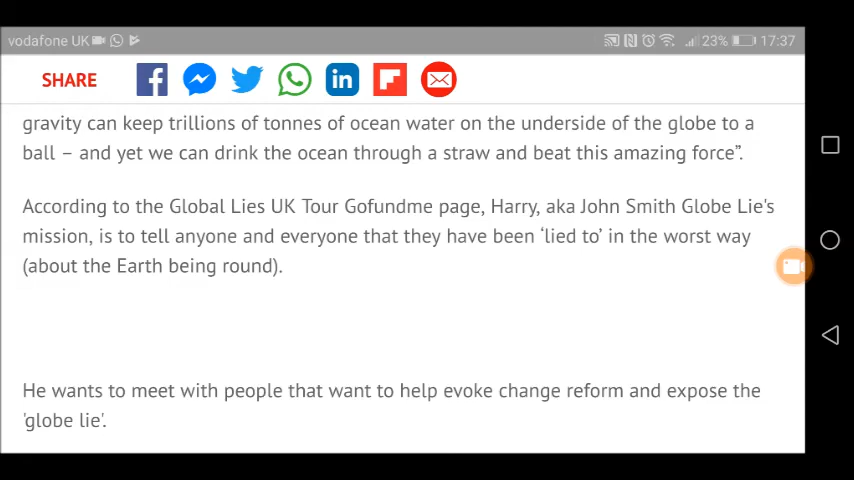 vodafone UK 23% 17:37
SHARE
gravity can keep trillions of tonnes of ocean water on the underside of the globe to a
ball – and yet we can drink the ocean through a straw and beat this amazing force”.
According to the Global Lies UK Tour Gofundme page, Harry, aka John Smith Globe Lie's
mission, is to tell anyone and everyone that they have been ‘lied to’ in the worst way
(about the Earth being round).
He wants to meet with people that want to help evoke change reform and expose the
'globe lie'.